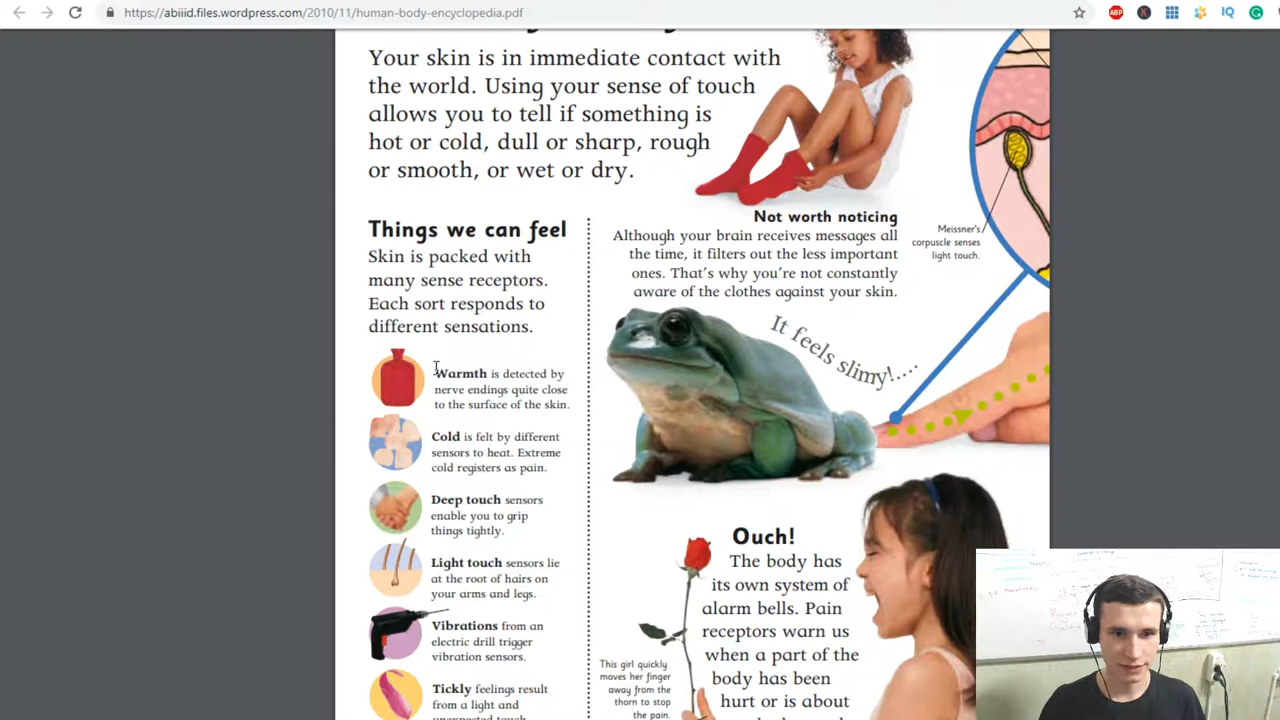 https://abiiid.files.wordpress.com/2010/11/human-body-encyclopedia.pdf
ABP
K
IQ
G
Your skin is in immediate contact with
the world. Using your sense of touch
allows you to tell if something is
hot or cold, dull or sharp, rough
or smooth, or wet or dry.
Things we can feel
Skin is packed with
many sense receptors.
Each sort responds to
different sensations.
Warmth is detected by
nerve endings quite close
to the surface of the skin.
Cold is felt by different
sensors to heat. Extreme
cold registers as pain.
Deep touch sensors
enable you to grip
things tightly.
Light touch sensors lie
at the root of hairs on
your arms and legs.
Vibrations from an
electric drill trigger
vibration sensors.
Tickly feelings result
from a light and
unexpected touch
Not worth noticing
Although your brain receives messages all
the time, it filters out the less important
ones. That's why you're not constantly
aware of the clothes against your skin.
Meissner's
corpuscle senses
light touch.
It feels slimy!....
Ouch!
The body has
its own system of
alarm bells. Pain
receptors warn us
when a part of the
body has been
hurt or is about
This girl quickly
moves her finger
away from the
thorn to stop
the pain.